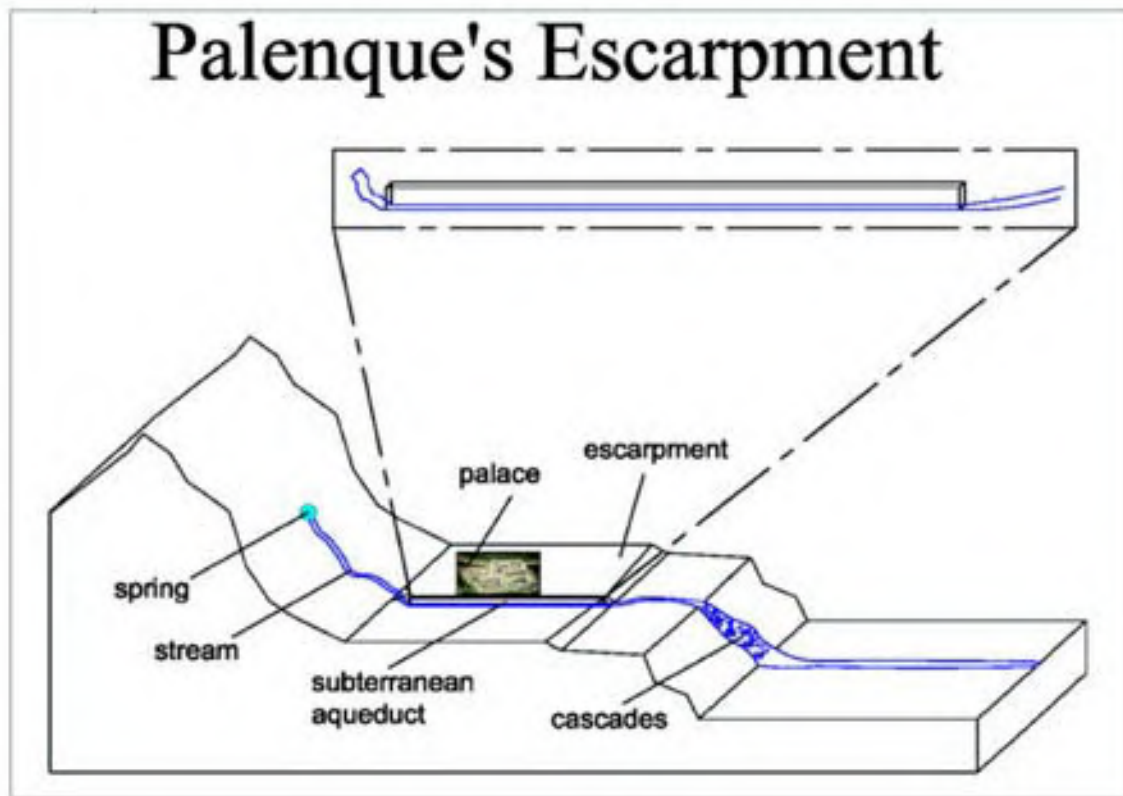 Palenque's Escarpment
escarpment
palace
spring
stream
subterranean
aqueduct
cascades